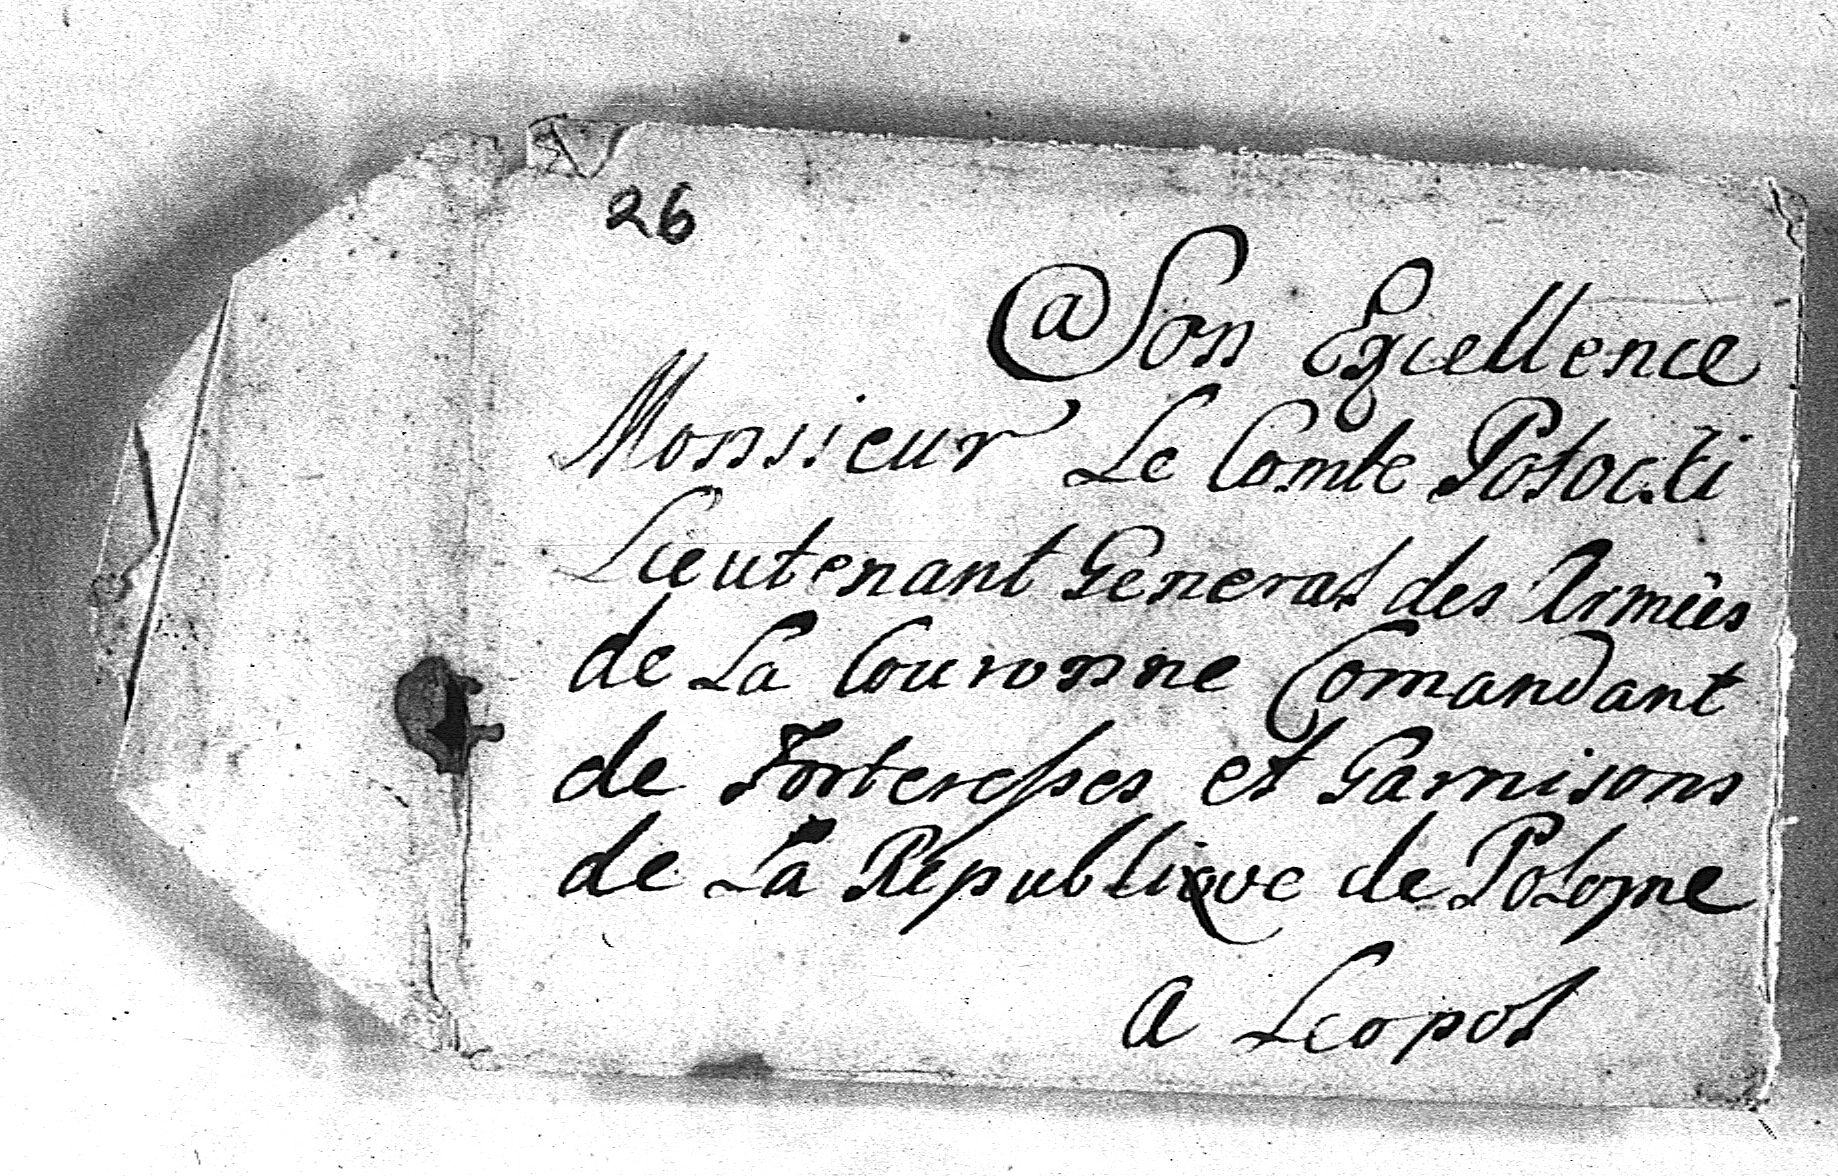 26
a Son Excellence
Monsieur Le Comte Potocki
Lieutenant General des Armées
de La Couronne Comandant
de Forteresses et Garnisons
de La Republique de Pologne
a Leopol